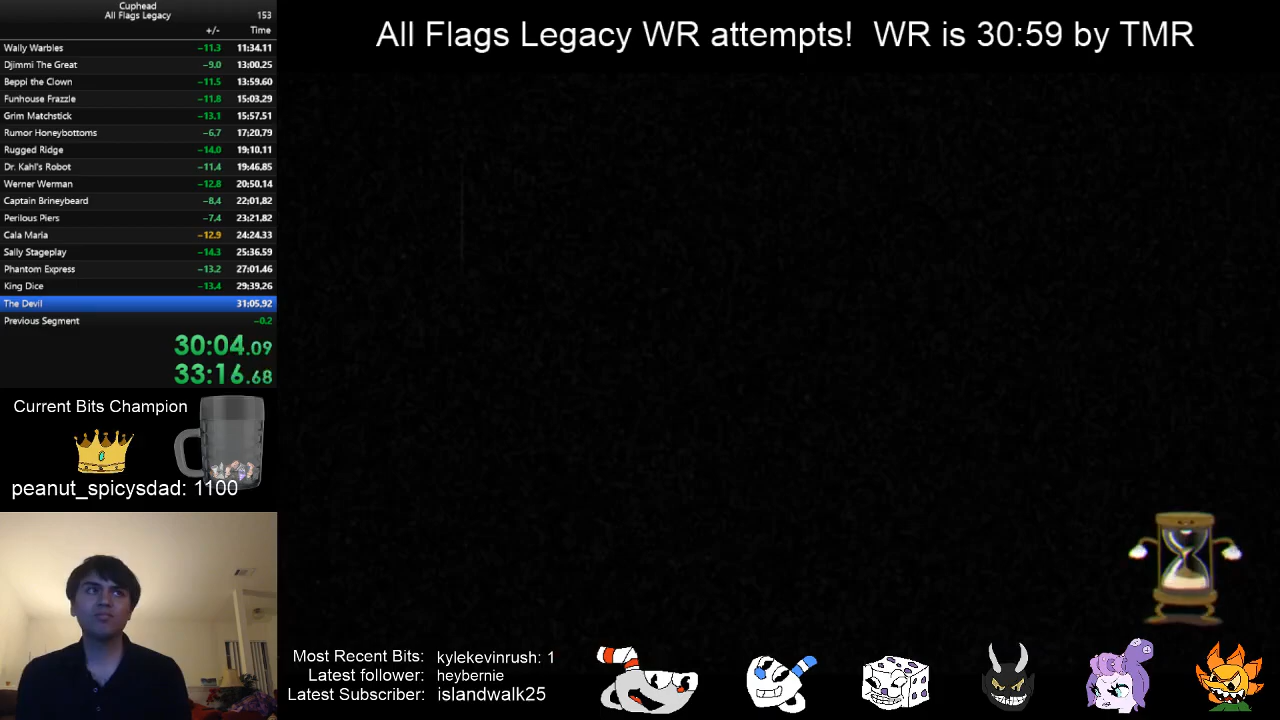 Cuphead
All Flags Legacy 153
+/- Time
Wally Warbles −11.3 11:34.11
Djimmi The Great −9.0 13:00.25
Beppi the Clown −11.5 13:59.60
Funhouse Frazzle −11.8 15:03.29
Grim Matchstick −13.1 15:57.51
Rumor Honeybottoms −6.7 17:20.79
Rugged Ridge −14.0 19:10.11
Dr. Kahl's Robot −11.4 19:46.85
Werner Werman −12.8 20:50.14
Captain Brineybeard −8.4 22:01.82
Perilous Piers −7.4 23:21.82
Cala Maria −12.9 24:24.33
Sally Stageplay −14.3 25:36.59
Phantom Express −13.2 27:01.46
King Dice −13.4 29:39.26
The Devil 31:05.92
Previous Segment −0.2
30:04.09
33:16.68
Current Bits Champion
peanut_spicysdad: 1100
All Flags Legacy WR attempts! WR is 30:59 by TMR
Most Recent Bits: kylekevinrush: 1
Latest follower: heybernie
Latest Subscriber: islandwalk25